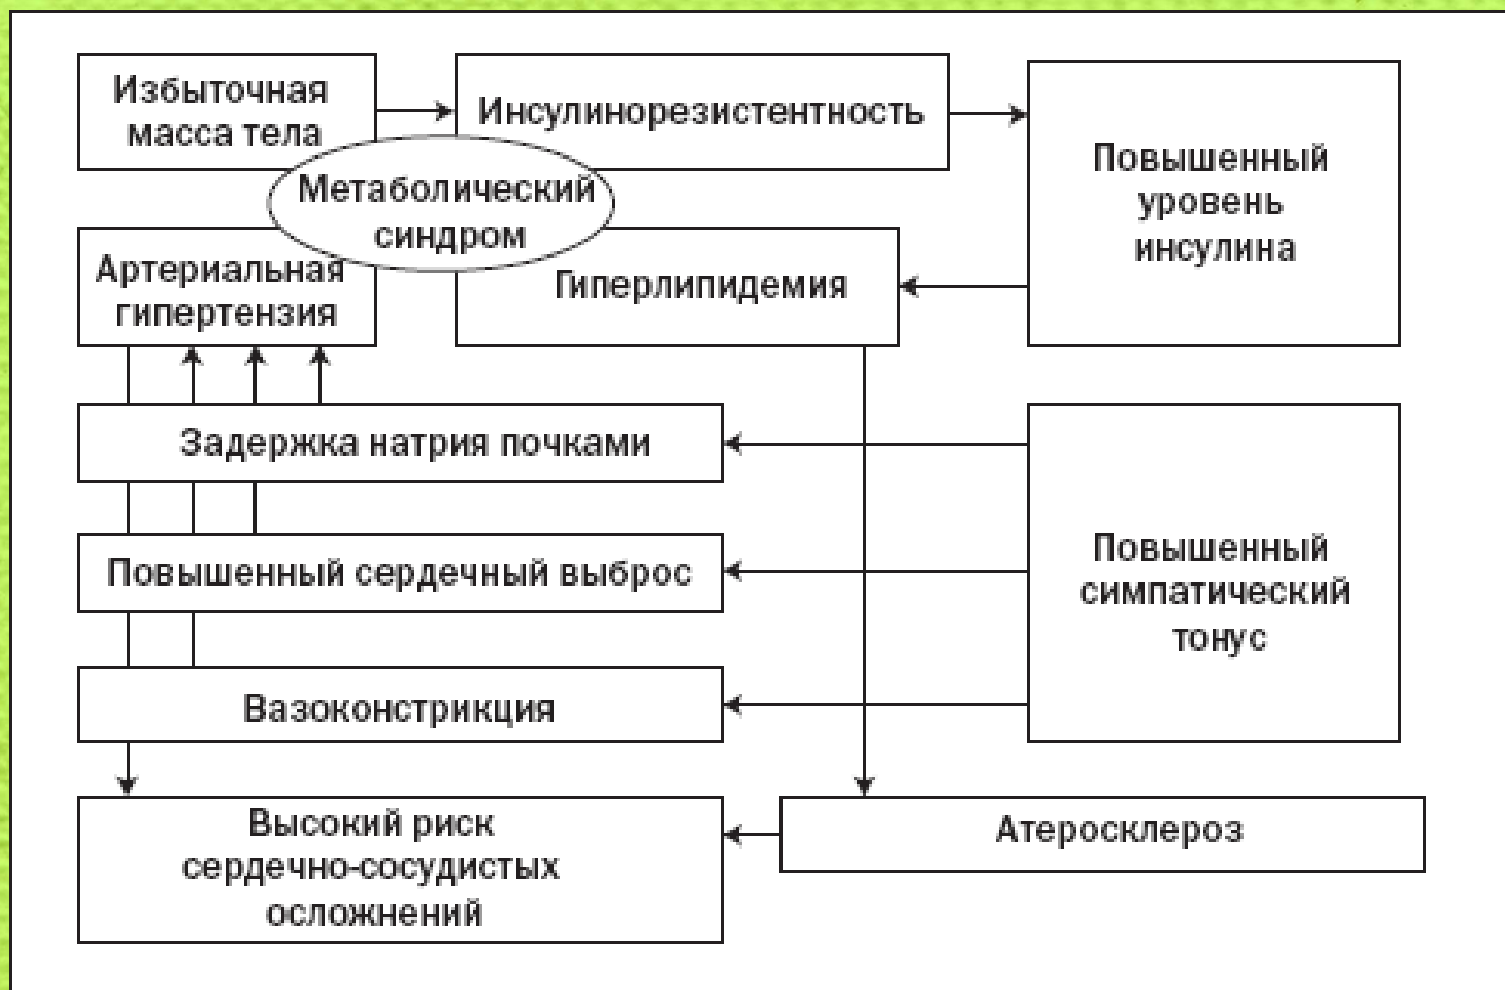 Избыточная
масса тела
Инсулинорезистентность
Повышенный
уровень
инсулина
Метаболический
синдром
Артериальная
гипертензия
Гиперлипидемия
Задержка натрия почками
Повышенный сердечный выброс
Повышенный
симпатический
тонус
Вазоконстрикция
Высокий риск
сердечно-сосудистых
осложнений
Атеросклероз